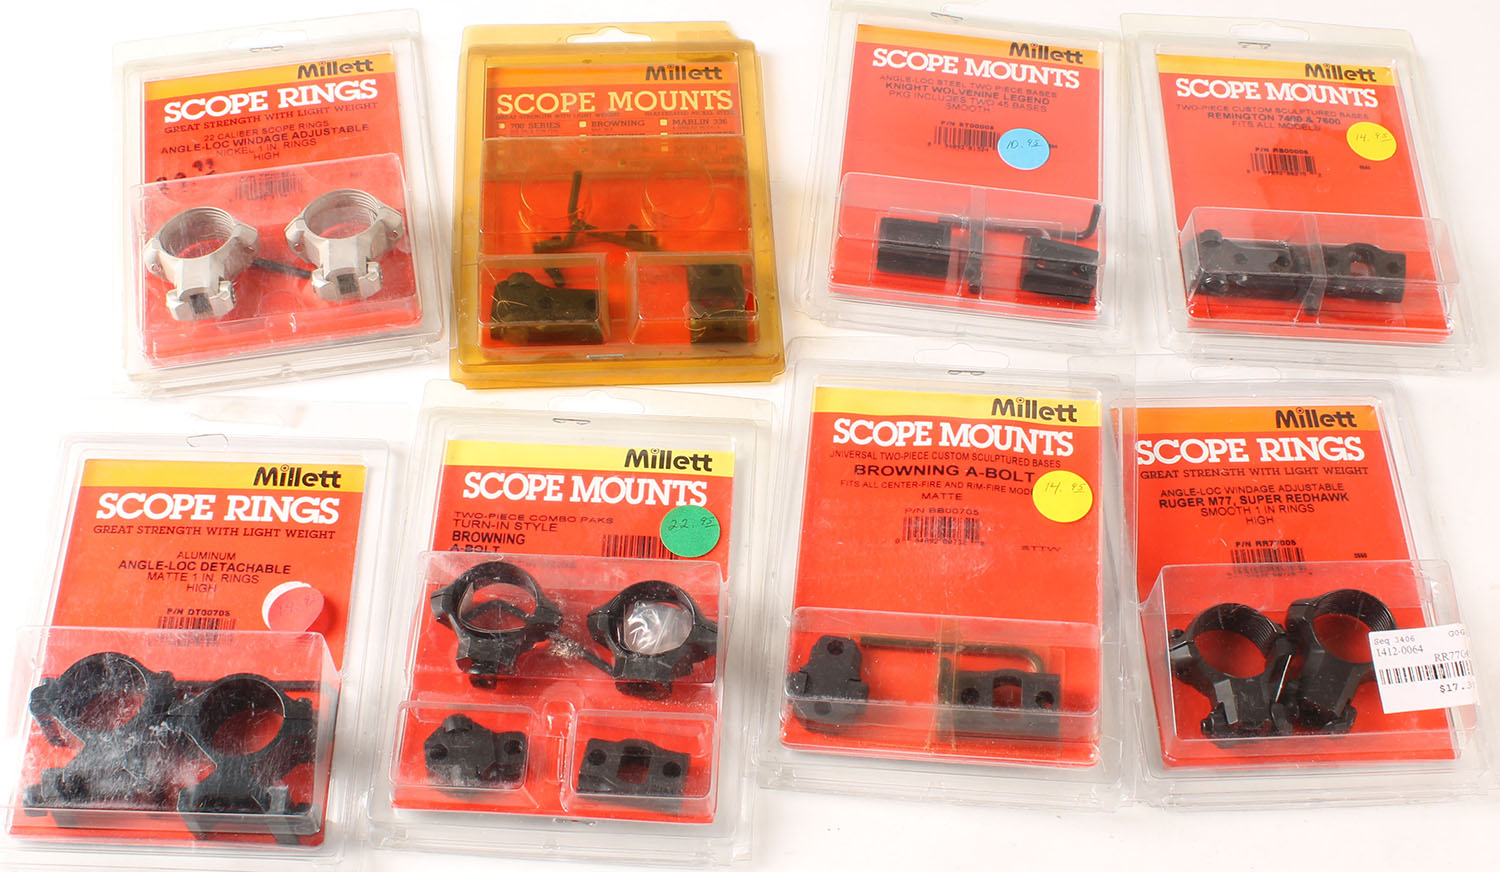 Millett
SCOPE RINGS
GREAT STRENGTH WITH LIGHT WEIGHT
22 CALIBER SCOPE RINGS
ANGLE-LOC WINDAGE ADJUSTABLE
NICKEL 1 IN. RINGS
HIGH
Millett
SCOPE MOUNTS
GREAT STRENGTH WITH LIGHT WEIGHT
700 SERIES
BROWNING
MARLIN 336
Millett
SCOPE MOUNTS
ANGLE-LOC STEEL TWO PIECE BASES
KNIGHT WOLVERINE LEGEND
PKG INCLUDES TWO 45 BASES
SMOOTH
10.95
Millett
SCOPE MOUNTS
TWO-PIECE CUSTOM SCULPTURED BASES
REMINGTON 7400 & 7600
FITS ALL MODELS
14.95
Millett
SCOPE RINGS
GREAT STRENGTH WITH LIGHT WEIGHT
ALUMINUM
ANGLE-LOC DETACHABLE
MATTE 1 IN. RINGS
HIGH
P/N DT00705
Millett
SCOPE MOUNTS
TWO-PIECE COMBO PAKS
TURN-IN STYLE
BROWNING
A-BOLT
22.95
Millett
SCOPE MOUNTS
UNIVERSAL TWO-PIECE CUSTOM SCULPTURED BASES
BROWNING A-BOLT
FITS ALL CENTER-FIRE AND RIM-FIRE
MATTE
P/N BB00705
14.95
Millett
SCOPE RINGS
GREAT STRENGTH WITH LIGHT WEIGHT
ANGLE-LOC WINDAGE ADJUSTABLE
RUGER M77, SUPER REDHAWK
SMOOTH 1 IN RINGS
HIGH
P/N RR77005
Seq 3406
1412-0064